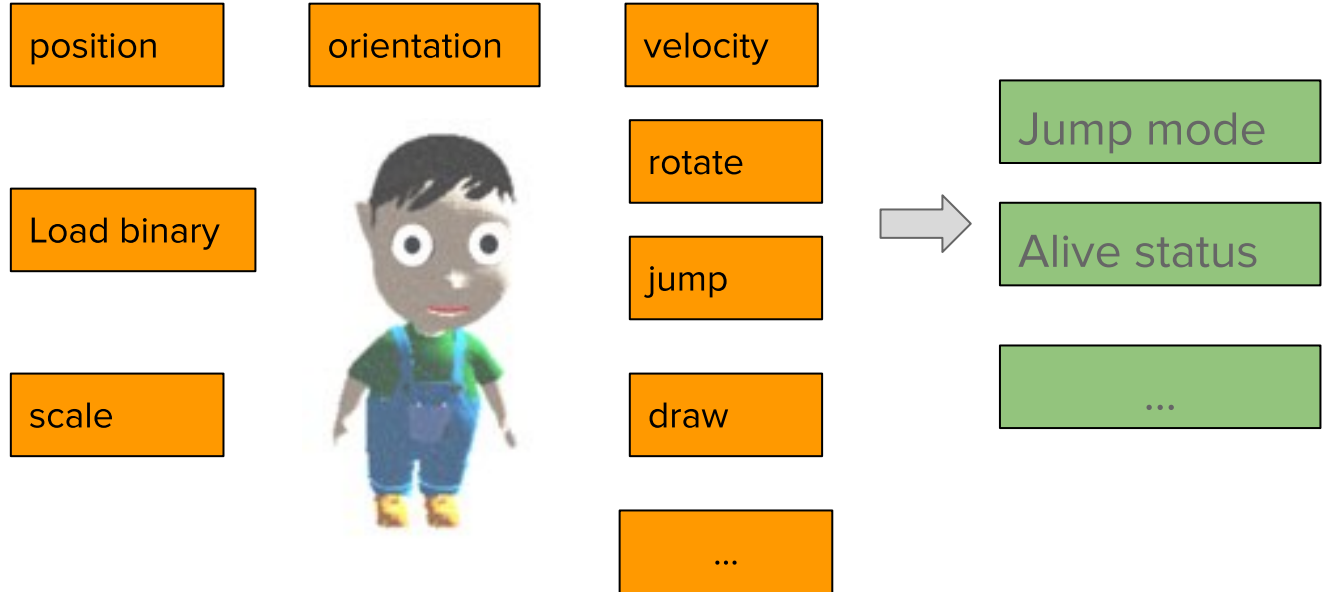 position
orientation
velocity
Jump mode
rotate
Load binary
Alive status
jump
scale
draw
...
...